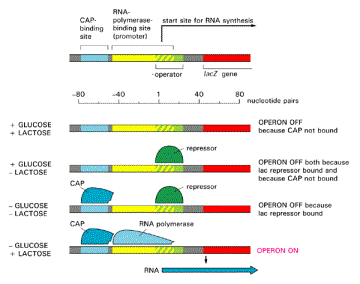 CAP-
binding
site
RNA-
polymerase-
binding site
(promoter)
start site for RNA synthesis
operator
lacZ gene
-80 -40 1 40 80
nucleotide pairs
+ GLUCOSE
+ LACTOSE
OPERON OFF
because CAP not bound
repressor
+ GLUCOSE
- LACTOSE
OPERON OFF both because
lac repressor bound and
because CAP not bound
CAP
repressor
- GLUCOSE
- LACTOSE
OPERON OFF because
lac repressor bound
CAP
RNA polymerase
- GLUCOSE
+ LACTOSE
OPERON ON
RNA